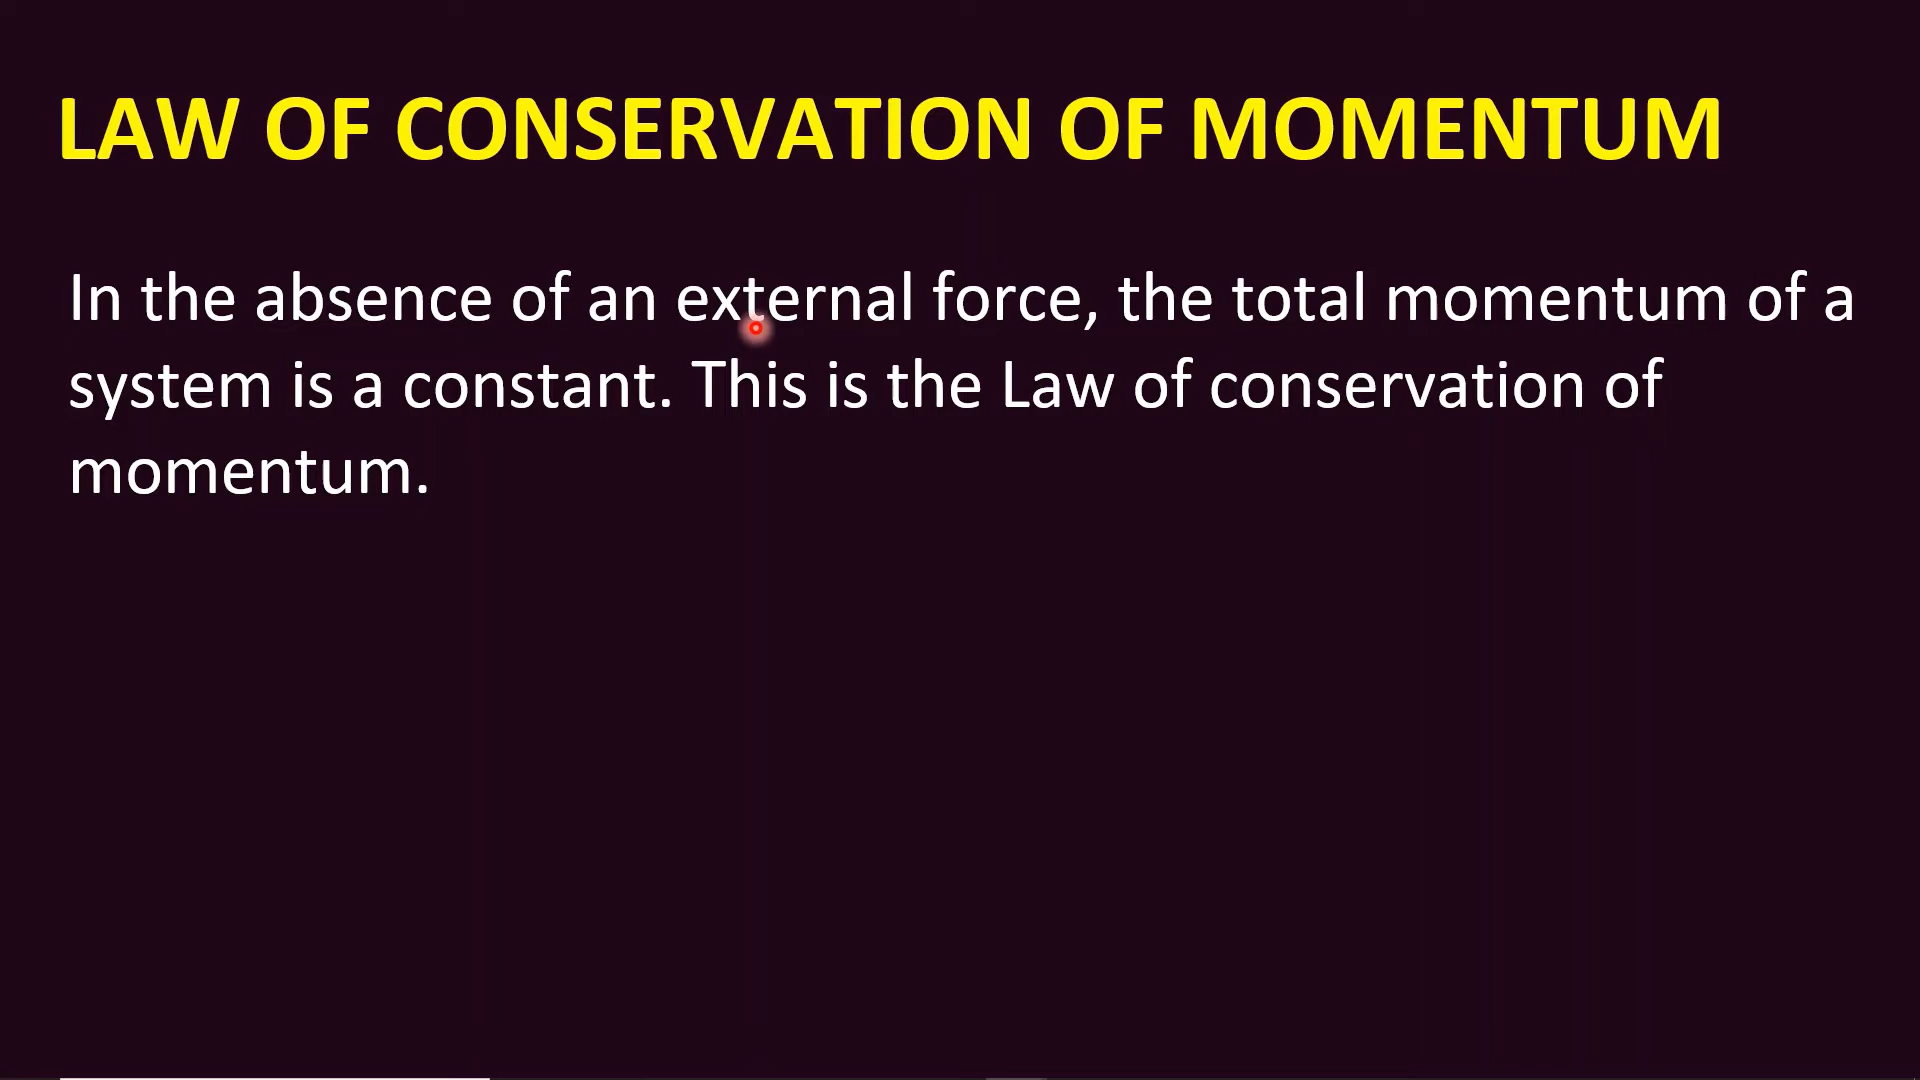 LAW OF CONSERVATION OF MOMENTUM
In the absence of an external force, the total momentum of a
system is a constant. This is the Law of conservation of
momentum.